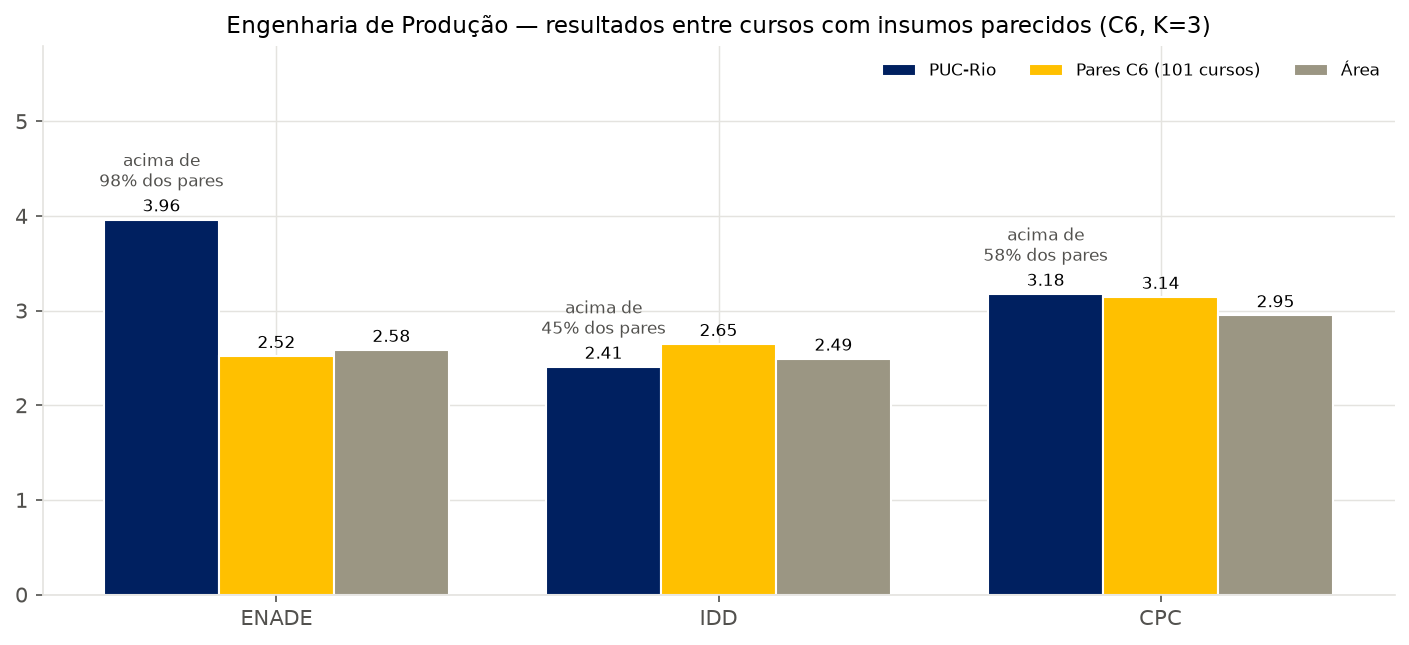 Engenharia de Produção — resultados entre cursos com insumos parecidos (C6, K=3)
PUC-Rio
Pares C6 (101 cursos)
Área
5
4
3
2
1
0
acima de
98% dos pares
3.96
2.52
2.58
acima de
45% dos pares
2.41
2.65
2.49
acima de
58% dos pares
3.18
3.14
2.95
ENADE
IDD
CPC